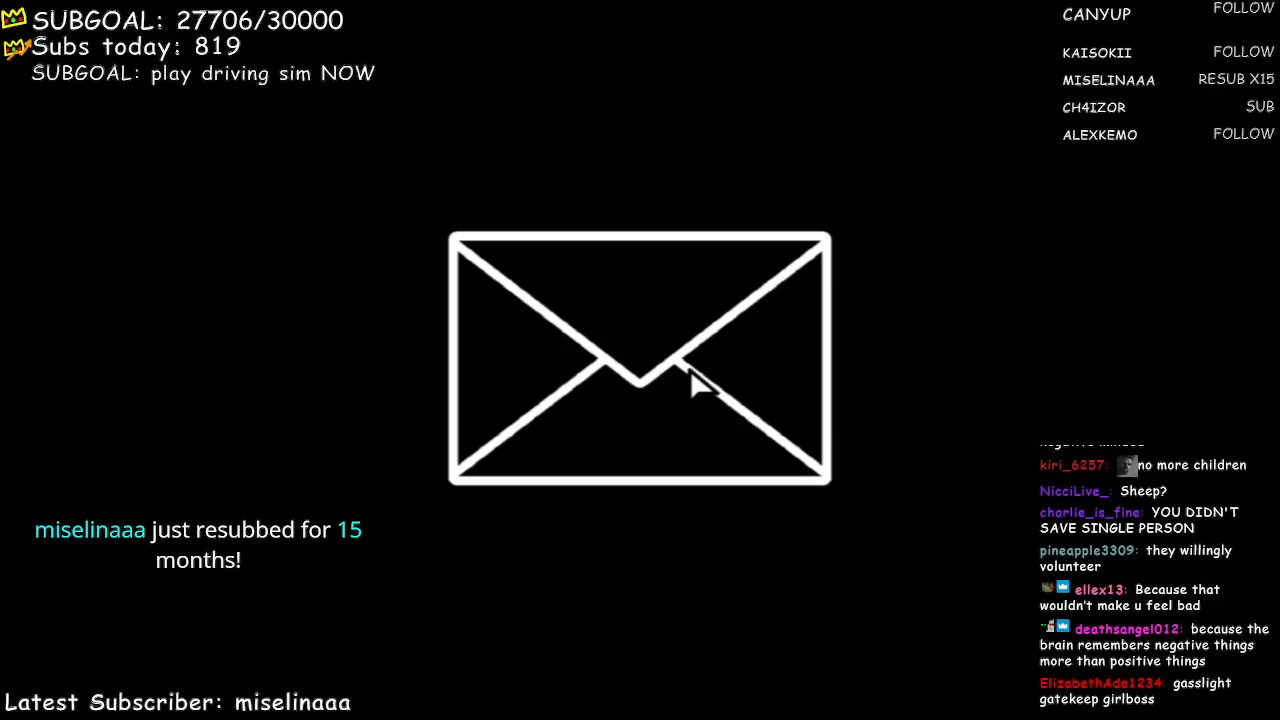 SUBGOAL: 27706/30000
Subs today: 819
SUBGOAL: play driving sim NOW
CANYUP FOLLOW
KAISOKII FOLLOW
MISELINAAA RESUB X15
CH4IZOR SUB
ALEXKEMO FOLLOW
miselinaaa just resubbed for 15
months!
kiri_6257: no more children
NicciLive_: Sheep?
charlie_is_fine: YOU DIDN'T
SAVE SINGLE PERSON
pineapple3309: they willingly
volunteer
ellex13: Because that
wouldn't make u feel bad
deathsangel012: because the
brain remembers negative things
more than positive things
ElizabethAda1234: gasslight
gatekeep girlboss
Latest Subscriber: miselinaaa